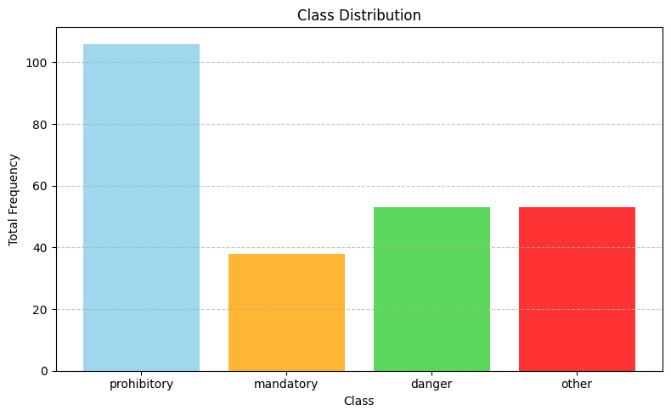 Class Distribution
Total Frequency
100
80
60
40
20
0
prohibitory mandatory danger other
Class